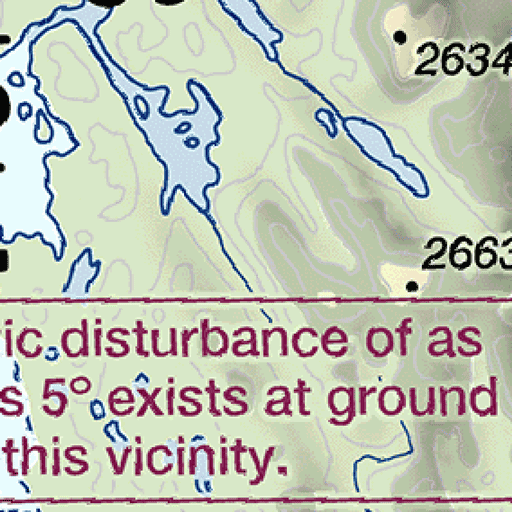 2634
2663
ic disturbance of as
s 5° exists at ground
this vicinity.